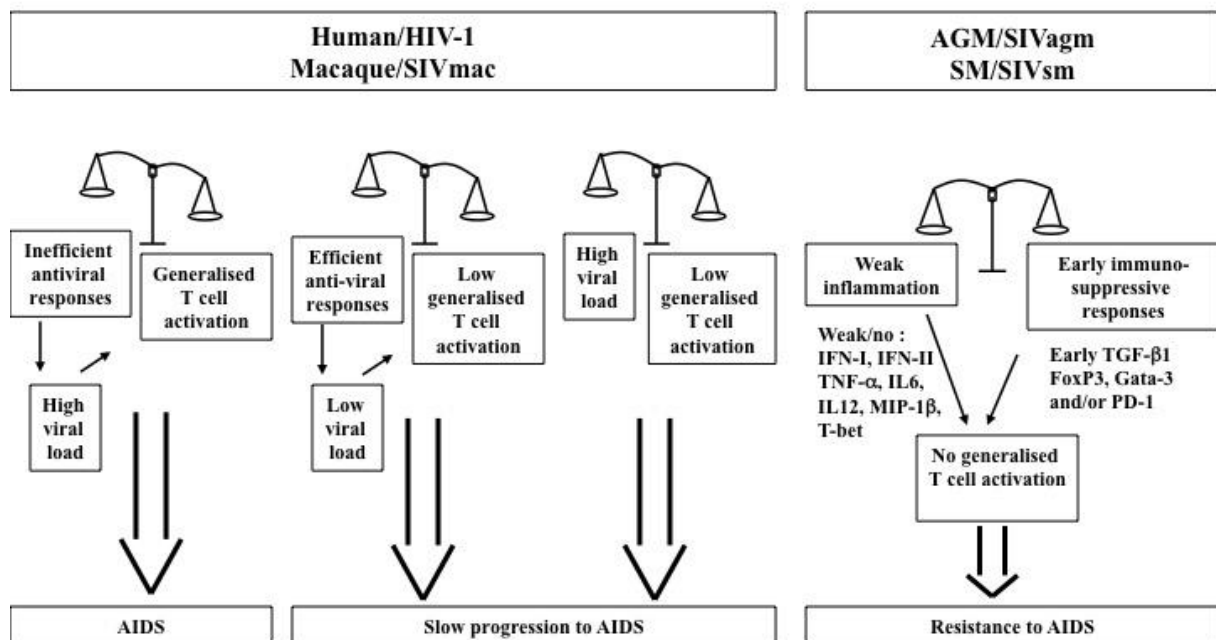 Human/HIV-1
Macaque/SIVmac
AGM/SIVagm
SM/SIVsm
Inefficient
antiviral
responses
Generalised
T cell
activation
High
viral
load
Efficient
anti-viral
responses
Low
generalised
T cell
activation
Low
viral
load
High
viral
load
Low
generalised
T cell
activation
Weak
inflammation
Early immuno-
suppressive
responses
Weak/no :
IFN-I, IFN-II
TNF-α, IL6,
IL12, MIP-1β,
T-bet
Early TGF-β1
FoxP3, Gata-3
and/or PD-1
No generalised
T cell activation
AIDS
Slow progression to AIDS
Resistance to AIDS